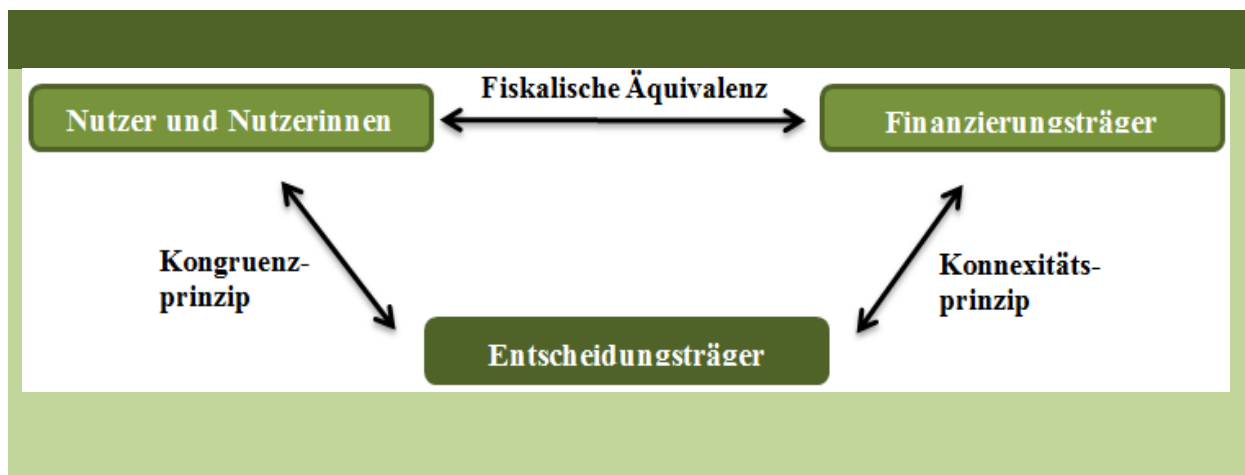 Fiskalische Äquivalenz
Nutzer und Nutzerinnen
Finanzierungsträger
Kongruenz-
prinzip
Konnexitäts-
prinzip
Entscheidungsträger